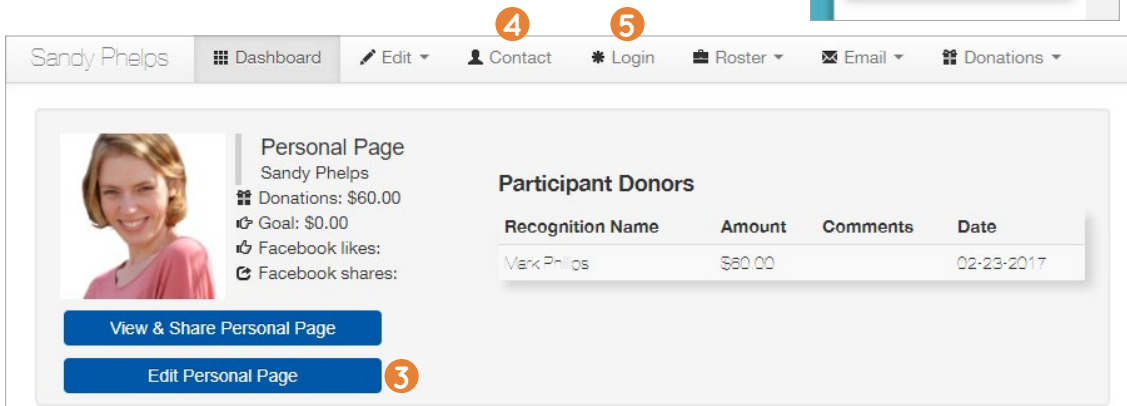 4 5
Sandy Phelps Dashboard Edit Contact Login Roster Email Donations
Personal Page
Sandy Phelps
Donations: $60.00
Goal: $0.00
Facebook likes:
Facebook shares:
View & Share Personal Page
Edit Personal Page 3
Participant Donors
Recognition Name Amount Comments Date
Mark Philips $60.00 02-23-2017